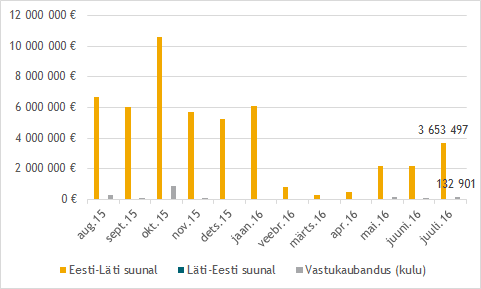 12 000 000 €
10 000 000 €
8 000 000 €
6 000 000 €
4 000 000 €
2 000 000 €
0 €
3 653 497
132 901
aug.15
sept.15
okt.15
nov.15
dets.15
jaan.16
veebr.16
märts.16
apr.16
mai.16
juuni.16
juuli.16
Eesti-Läti suunal
Läti-Eesti suunal
Vastukaubandus (kulu)